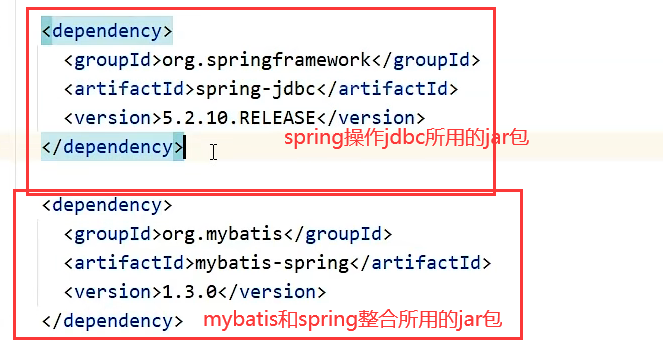 <dependency>
<groupId>org.springframework</groupId>
<artifactId>spring-jdbc</artifactId>
<version>5.2.10.RELEASE</version>
</dependency>
spring操作jdbc所用的jar包
<dependency>
<groupId>org.mybatis</groupId>
<artifactId>mybatis-spring</artifactId>
<version>1.3.0</version>
</dependency>
mybatis和spring整合所用的jar包